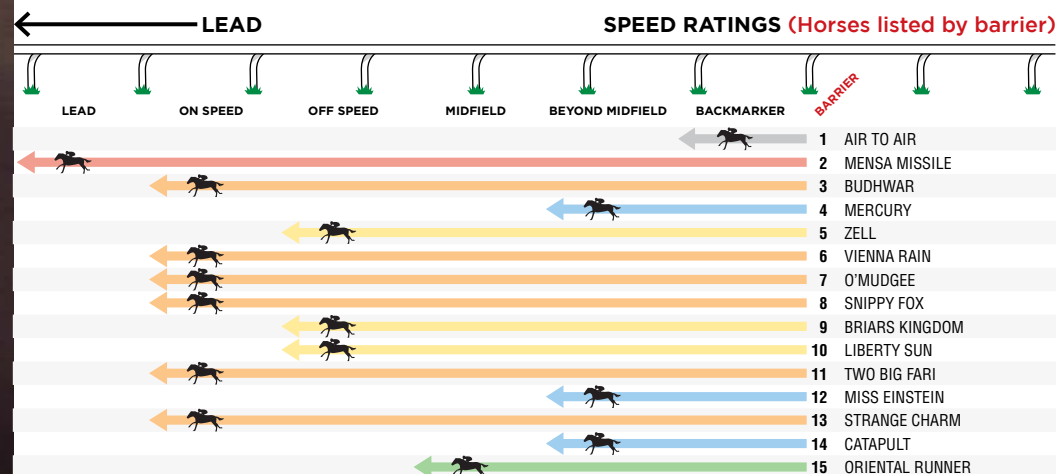 LEAD SPEED RATINGS (Horses listed by barrier)
LEAD ON SPEED OFF SPEED MIDFIELD BEYOND MIDFIELD BACKMARKER BARRIER
1 AIR TO AIR
2 MENSA MISSILE
3 BUDHWAR
4 MERCURY
5 ZELL
6 VIENNA RAIN
7 O'MUDGEE
8 SNIPPY FOX
9 BRIARS KINGDOM
10 LIBERTY SUN
11 TWO BIG FARI
12 MISS EINSTEIN
13 STRANGE CHARM
14 CATAPULT
15 ORIENTAL RUNNER